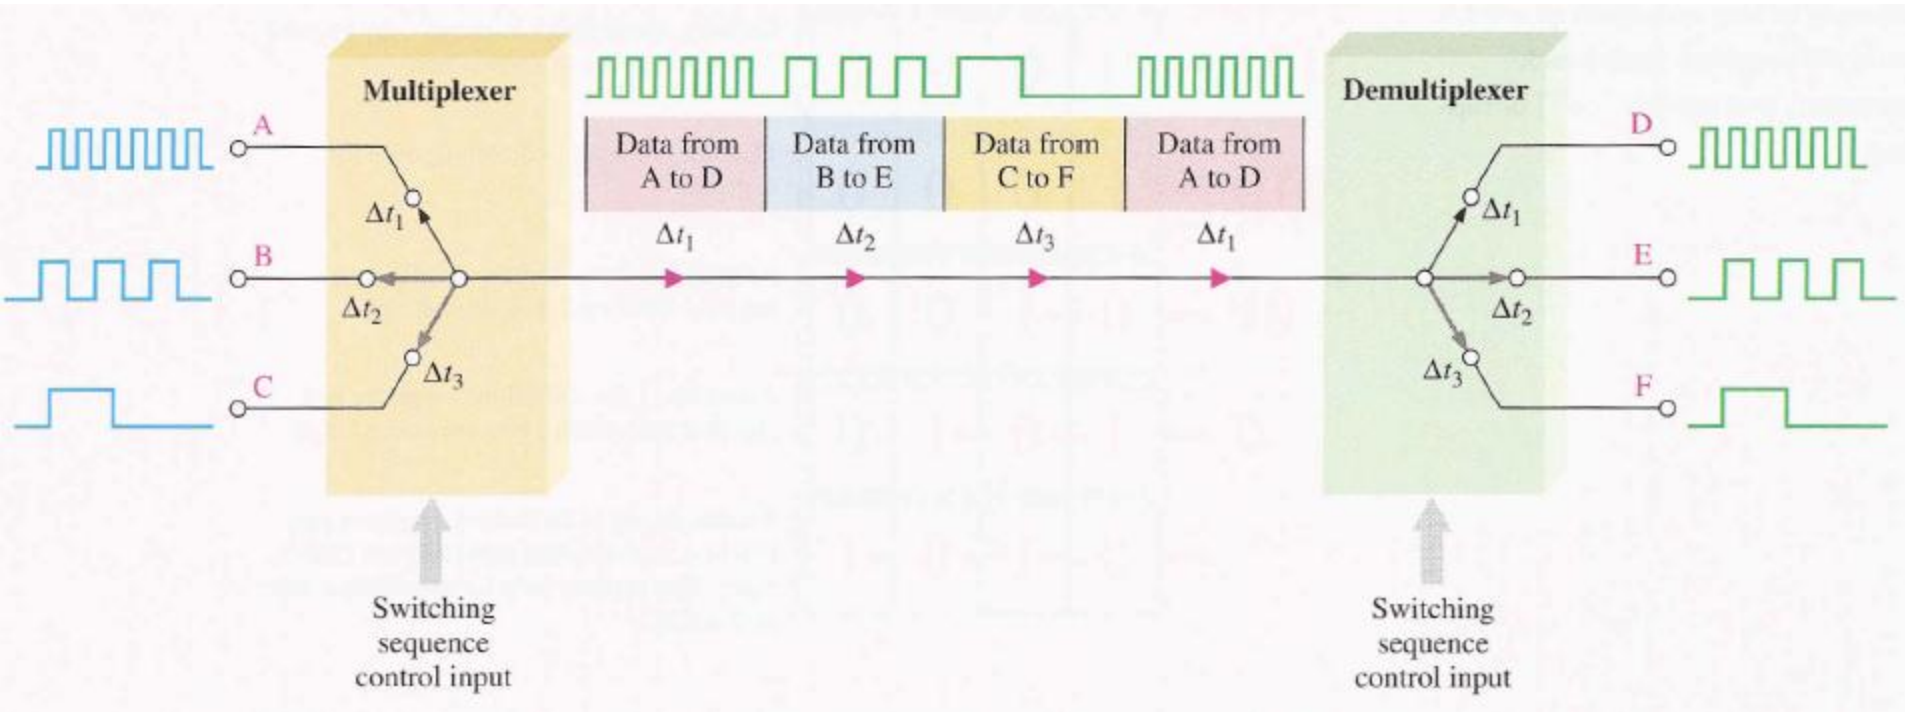 Multiplexer
Demultiplexer
A
B
C
Δt1
Δt2
Δt3
Data from
A to D
Data from
B to E
Data from
C to F
Data from
A to D
Δt1
Δt2
Δt3
Δt1
D
E
F
Δt1
Δt2
Δt3
Switching
sequence
control input
Switching
sequence
control input